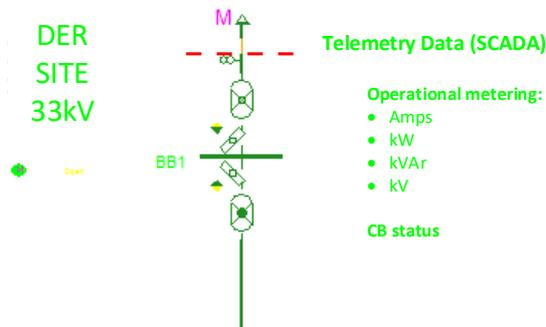 M
DER
SITE
33kV
Telemetry Data (SCADA)
Operational metering:
• Amps
• kW
• kVAr
• kV
BB1
CB status